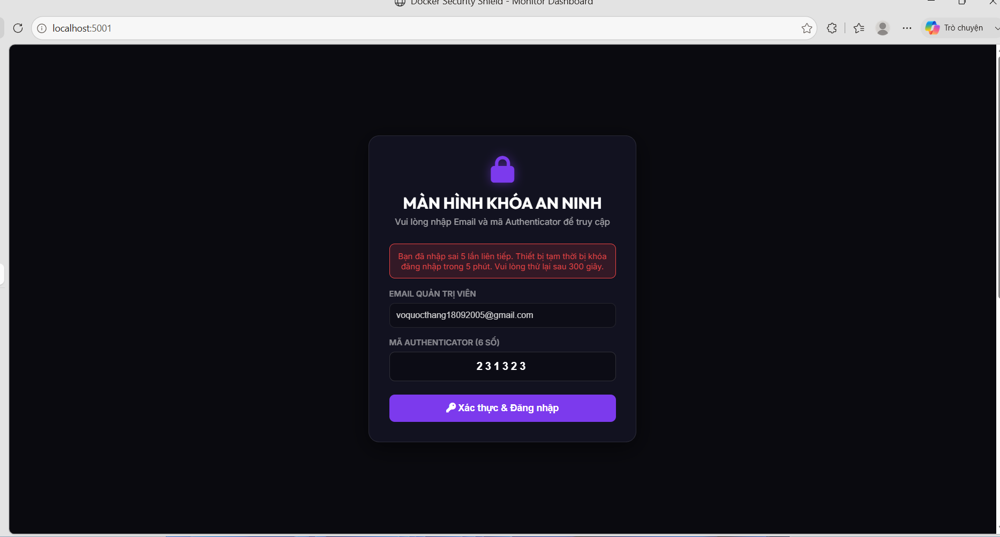 Docker Security Shield - Monitor Dashboard
localhost:5001
Trò chuyện
MÀN HÌNH KHÓA AN NINH
Vui lòng nhập Email và mã Authenticator để truy cập
Bạn đã nhập sai 5 lần liên tiếp. Thiết bị tạm thời bị khóa
đăng nhập trong 5 phút. Vui lòng thử lại sau 300 giây.
EMAIL QUẢN TRỊ VIÊN
voquocthang18092005@gmail.com
MÃ AUTHENTICATOR (6 SỐ)
231323
Xác thực & Đăng nhập